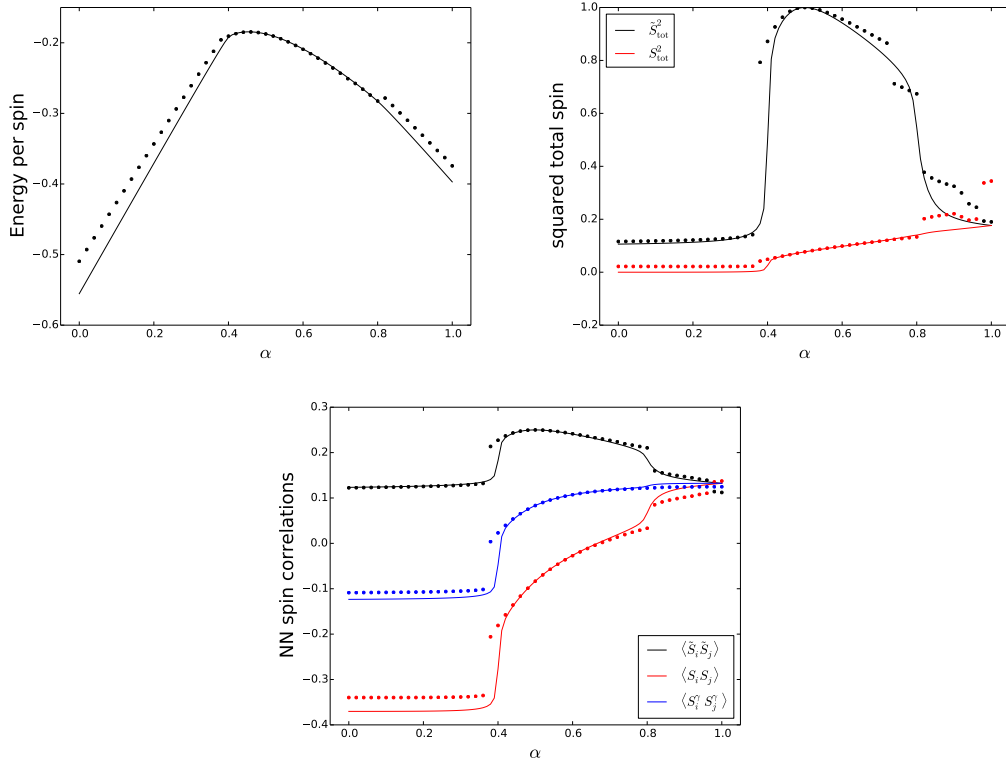 Energy per spin
−0.2
−0.3
−0.4
−0.5
−0.6
0.0 0.2 0.4 0.6 0.8 1.0
α
squared total spin
1.0
0.8
0.6
0.4
0.2
0.0
−0.2
S̃²tot
S²tot
0.0 0.2 0.4 0.6 0.8 1.0
α
NN spin correlations
0.3
0.2
0.1
0.0
−0.1
−0.2
−0.3
−0.4
⟨S̃ᵢS̃ⱼ⟩
⟨SᵢSⱼ⟩
⟨Sᵢᵞ Sⱼᵞ⟩
0.0 0.2 0.4 0.6 0.8 1.0
α